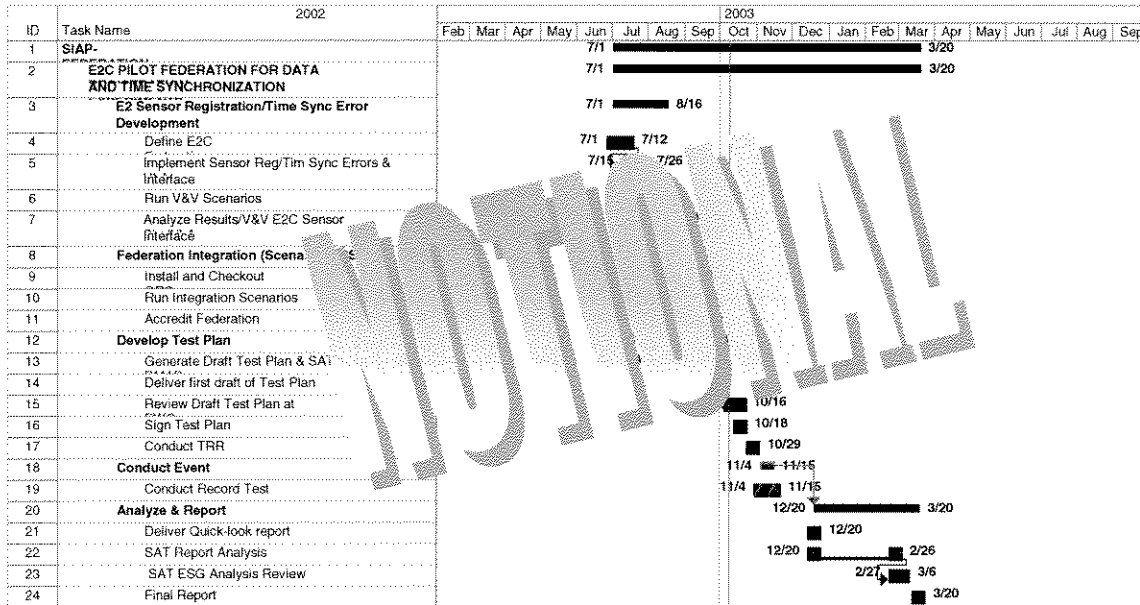 2002 2003
ID Task Name Feb Mar Apr May Jun Jul Aug Sep Oct Nov Dec Jan Feb Mar Apr May Jun Jul Aug Sep
1 SIAP- 7/1 3/20
2 E2C PILOT FEDERATION FOR DATA 7/1 3/20
AND TIME SYNCHRONIZATION
3 E2 Sensor Registration/Time Sync Error 7/1 8/16
Development
4 Define E2C 7/1 7/12
5 Implement Sensor Reg/Tim Sync Errors & 7/15 7/26
Interface
6 Run V&V Scenarios
7 Analyze Results/V&V E2C Sensor
Interface
8 Federation Integration
9 Install and Checkout
10 Run Integration Scenarios
11 Accredit Federation
12 Develop Test Plan
13 Generate Draft Test Plan & SAT
14 Deliver first draft of Test Plan
15 Review Draft Test Plan at 10/16
16 Sign Test Plan 10/18
17 Conduct TRR 10/29
18 Conduct Event 11/4 11/15
19 Conduct Record Test 11/4 11/15
20 Analyze & Report 12/20 3/20
21 Deliver Quick-look report 12/20
22 SAT Report Analysis 12/20 2/26
23 SAT ESG Analysis Review 2/27 3/6
24 Final Report 3/20
NOTIONAL